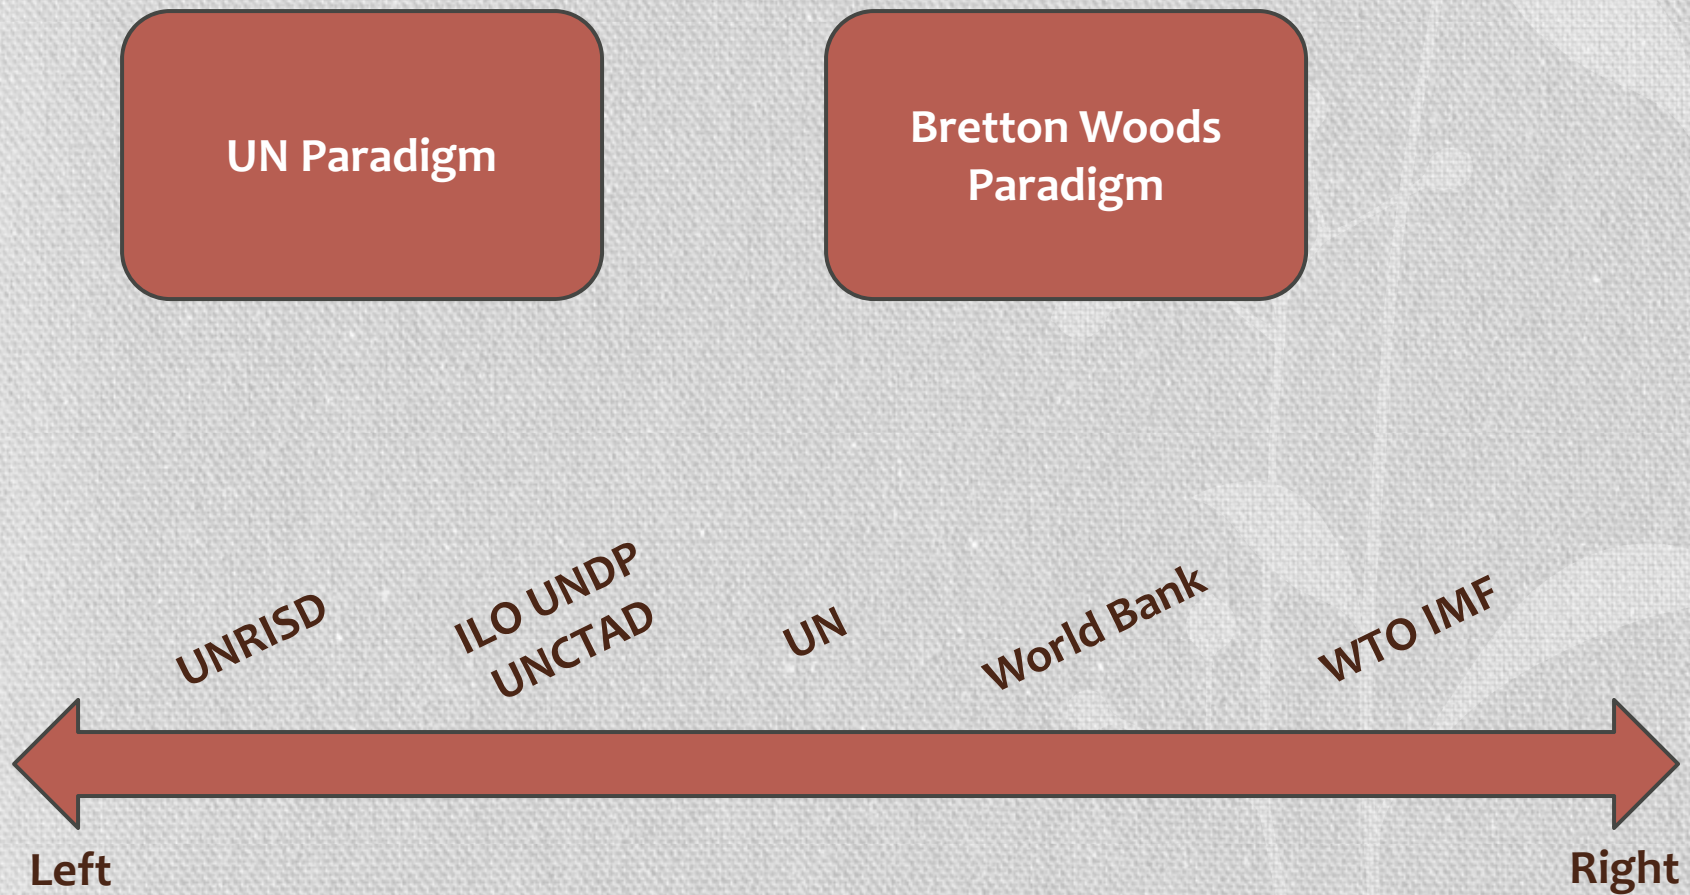 UN Paradigm
Bretton Woods
Paradigm
UNRISD
ILO UNDP
UNCTAD
UN
World Bank
WTO IMF
Left
Right